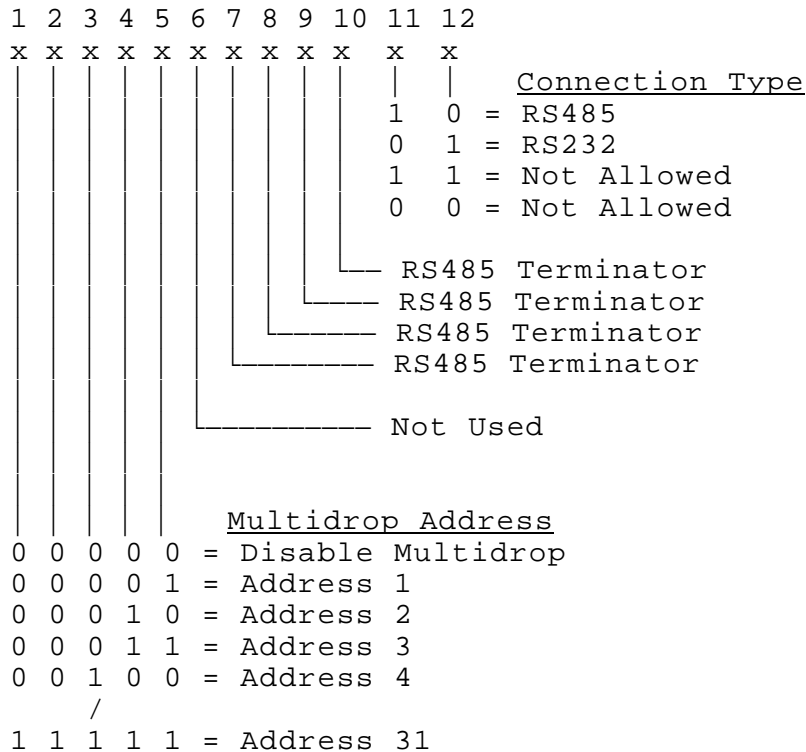 1 2 3 4 5 6 7 8 9 10 11 12
x x x x x x x x x x x x
Connection Type
1 0 = RS485
0 1 = RS232
1 1 = Not Allowed
0 0 = Not Allowed
RS485 Terminator
RS485 Terminator
RS485 Terminator
RS485 Terminator
Not Used
Multidrop Address
0 0 0 0 0 = Disable Multidrop
0 0 0 0 1 = Address 1
0 0 0 1 0 = Address 2
0 0 0 1 1 = Address 3
0 0 1 0 0 = Address 4
/
1 1 1 1 1 = Address 31